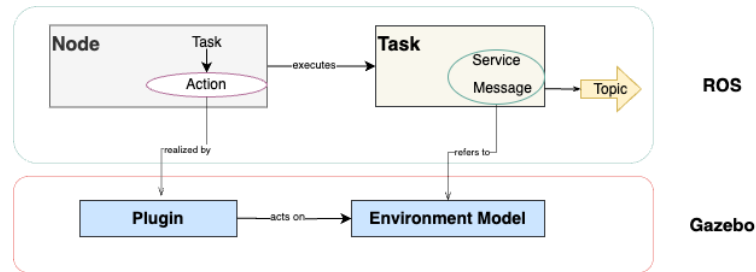 Node
Task
Action
executes
Task
Service
Message
Topic
ROS
realized by
refers to
Plugin
acts on
Environment Model
Gazebo